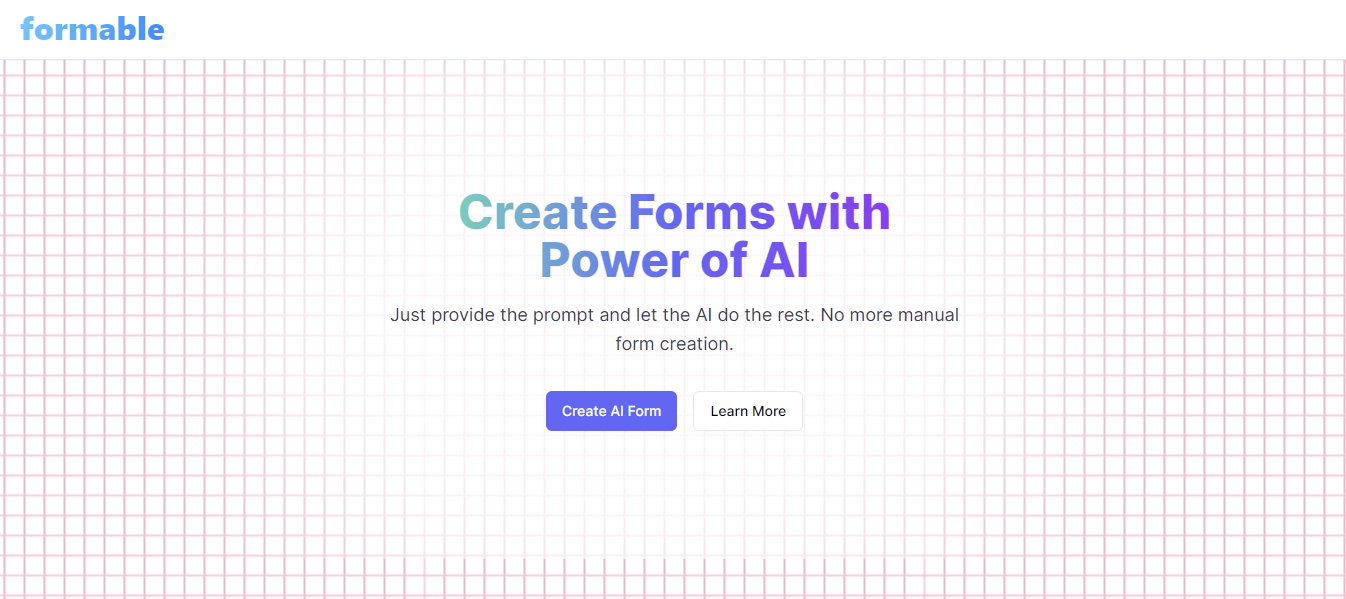 formable
Create Forms with
Power of AI
Just provide the prompt and let the AI do the rest. No more manual
form creation.
Create AI Form
Learn More